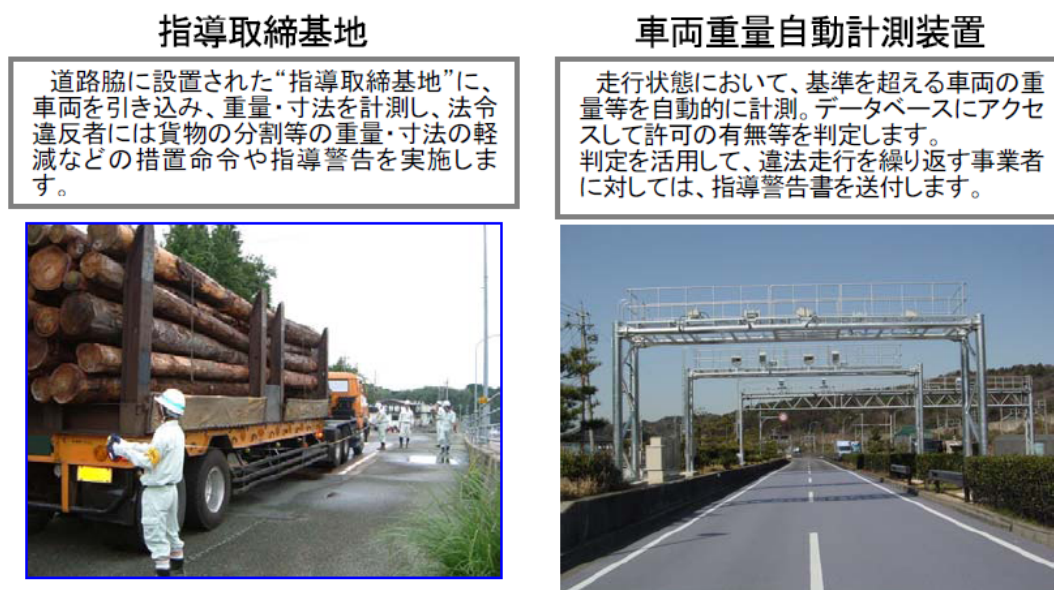 指導取締基地
道路脇に設置された“指導取締基地”に、
車両を引き込み、重量・寸法を計測し、法令
違反者には貨物の分割等の重量・寸法の軽
減などの措置命令や指導警告を実施しま
す。
車両重量自動計測装置
走行状態において、基準を超える車両の重
量等を自動的に計測。データベースにアクセ
スして許可の有無等を判定します。
判定を活用して、違法走行を繰り返す事業者
に対しては、指導警告書を送付します。